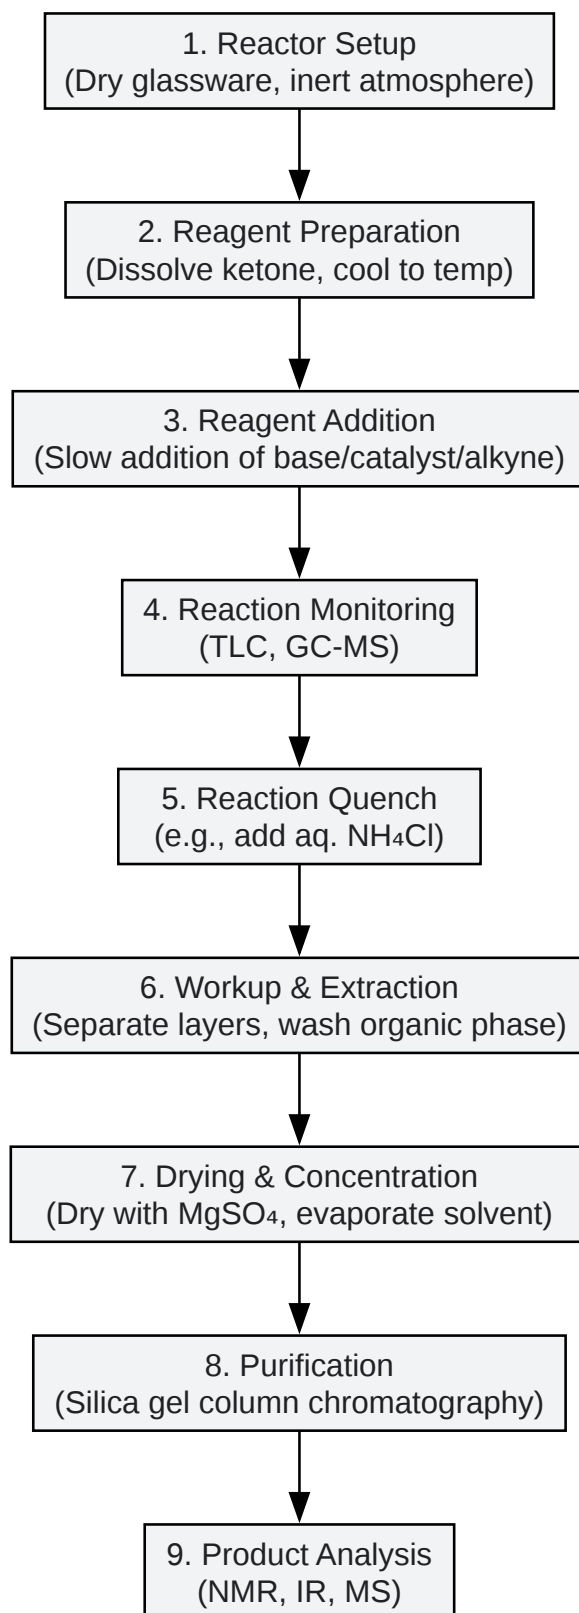 1. Reactor Setup
(Dry glassware, inert atmosphere)
2. Reagent Preparation
(Dissolve ketone, cool to temp)
3. Reagent Addition
(Slow addition of base/catalyst/alkyne)
4. Reaction Monitoring
(TLC, GC-MS)
5. Reaction Quench
(e.g., add aq. NH₄Cl)
6. Workup & Extraction
(Separate layers, wash organic phase)
7. Drying & Concentration
(Dry with MgSO₄, evaporate solvent)
8. Purification
(Silica gel column chromatography)
9. Product Analysis
(NMR, IR, MS)